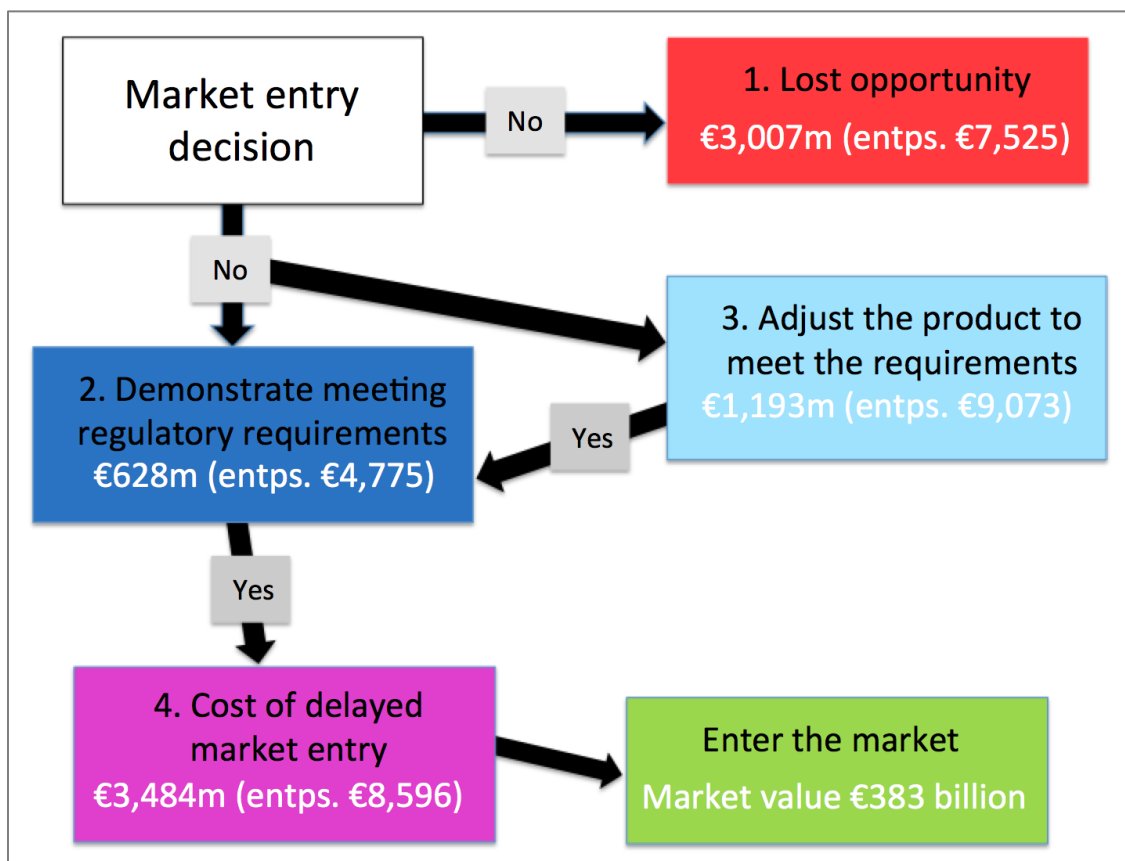 Market entry
decision
No
1. Lost opportunity
€3,007m (entps. €7,525)
No
3. Adjust the product to
meet the requirements
€1,193m (entps. €9,073)
2. Demonstrate meeting
regulatory requirements
€628m (entps. €4,775)
Yes
Yes
4. Cost of delayed
market entry
€3,484m (entps. €8,596)
Enter the market
Market value €383 billion